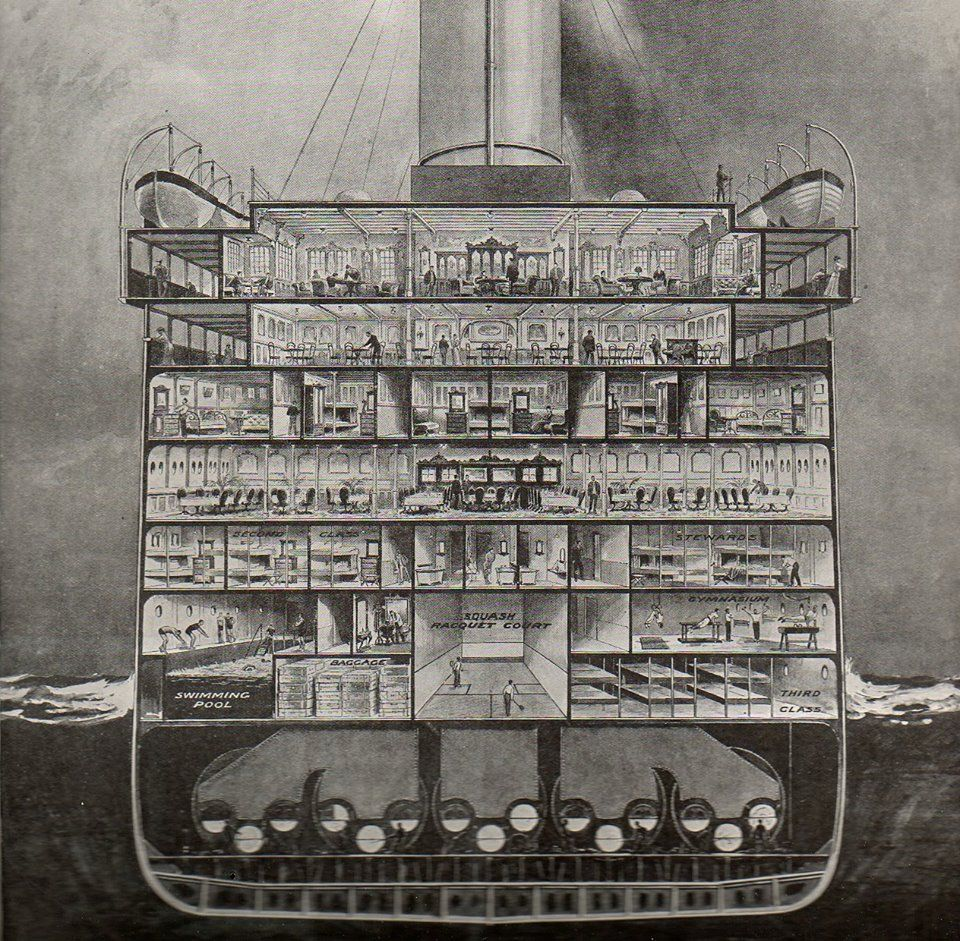 SECOND CLASS
STEWARDS
GYMNASIUM
SQUASH
RACQUET COURT
BAGGAGE
SWIMMING
POOL
THIRD
CLASS